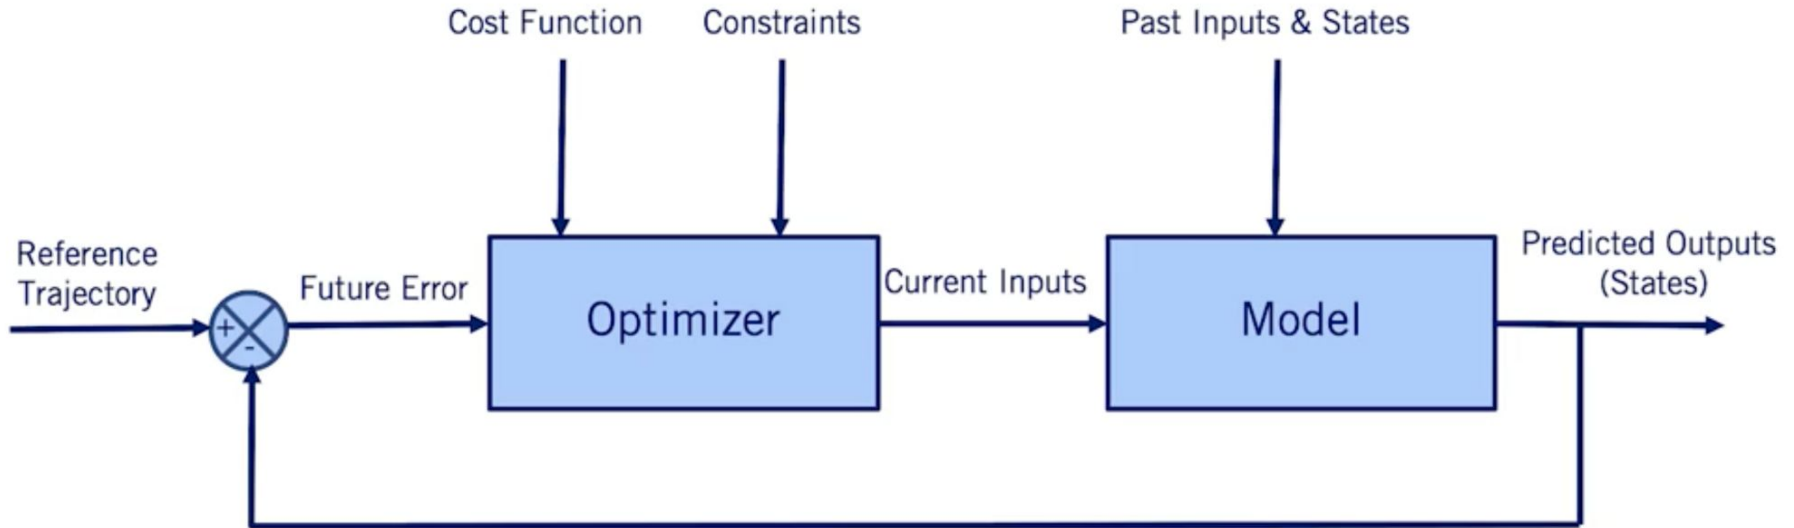 Cost Function
Constraints
Past Inputs & States
Reference
Trajectory
+
-
Future Error
Optimizer
Current Inputs
Model
Predicted Outputs
(States)